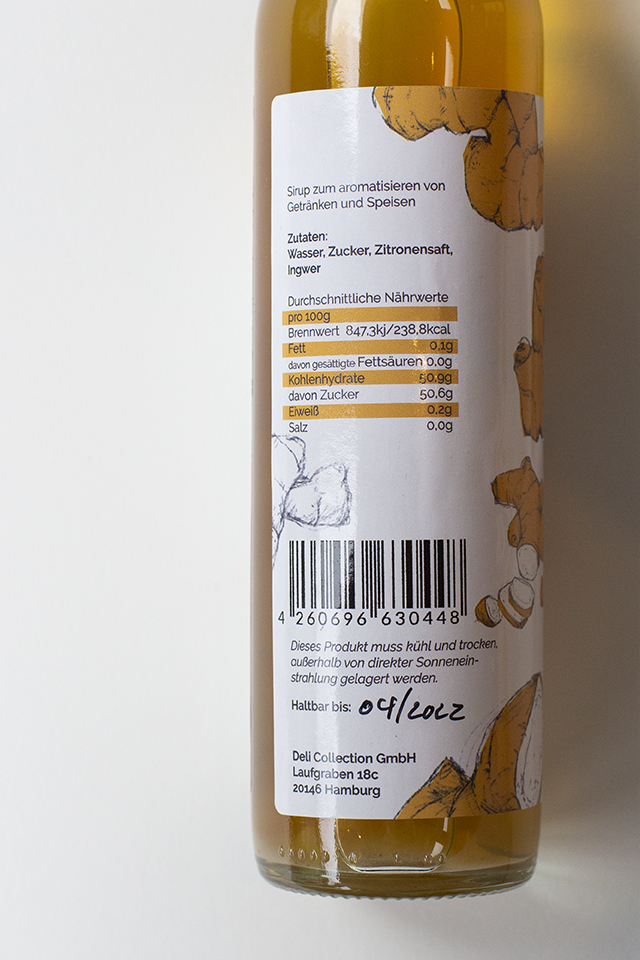 Sirup zum aromatisieren von
Getränken und Speisen
Zutaten:
Wasser, Zucker, Zitronensaft,
Ingwer
Durchschnittliche Nährwerte
pro 100g
Brennwert 847,3kj/238,8kcal
Fett 0,1g
davon gesättigte Fettsäuren 0,0g
Kohlenhydrate 50,9g
davon Zucker 50,6g
Eiweiß 0,2g
Salz 0,0g
4 260696 630448
Dieses Produkt muss kühl und trocken,
außerhalb von direkter Sonnenein-
strahlung gelagert werden.
Haltbar bis: 04/2022
Deli Collection GmbH
Laufgraben 18c
20146 Hamburg